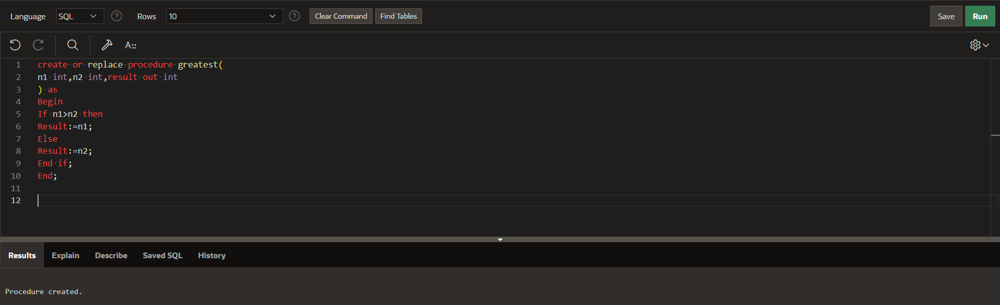 Language SQL ? Rows 10 ? Clear Command Find Tables Save Run
A::
1 create or replace procedure greatest(
2 n1 int,n2 int,result out int
3 ) as
4 Begin
5 If n1>n2 then
6 Result:=n1;
7 Else
8 Result:=n2;
9 End if;
10 End;
11
12
Results Explain Describe Saved SQL History
Procedure created.